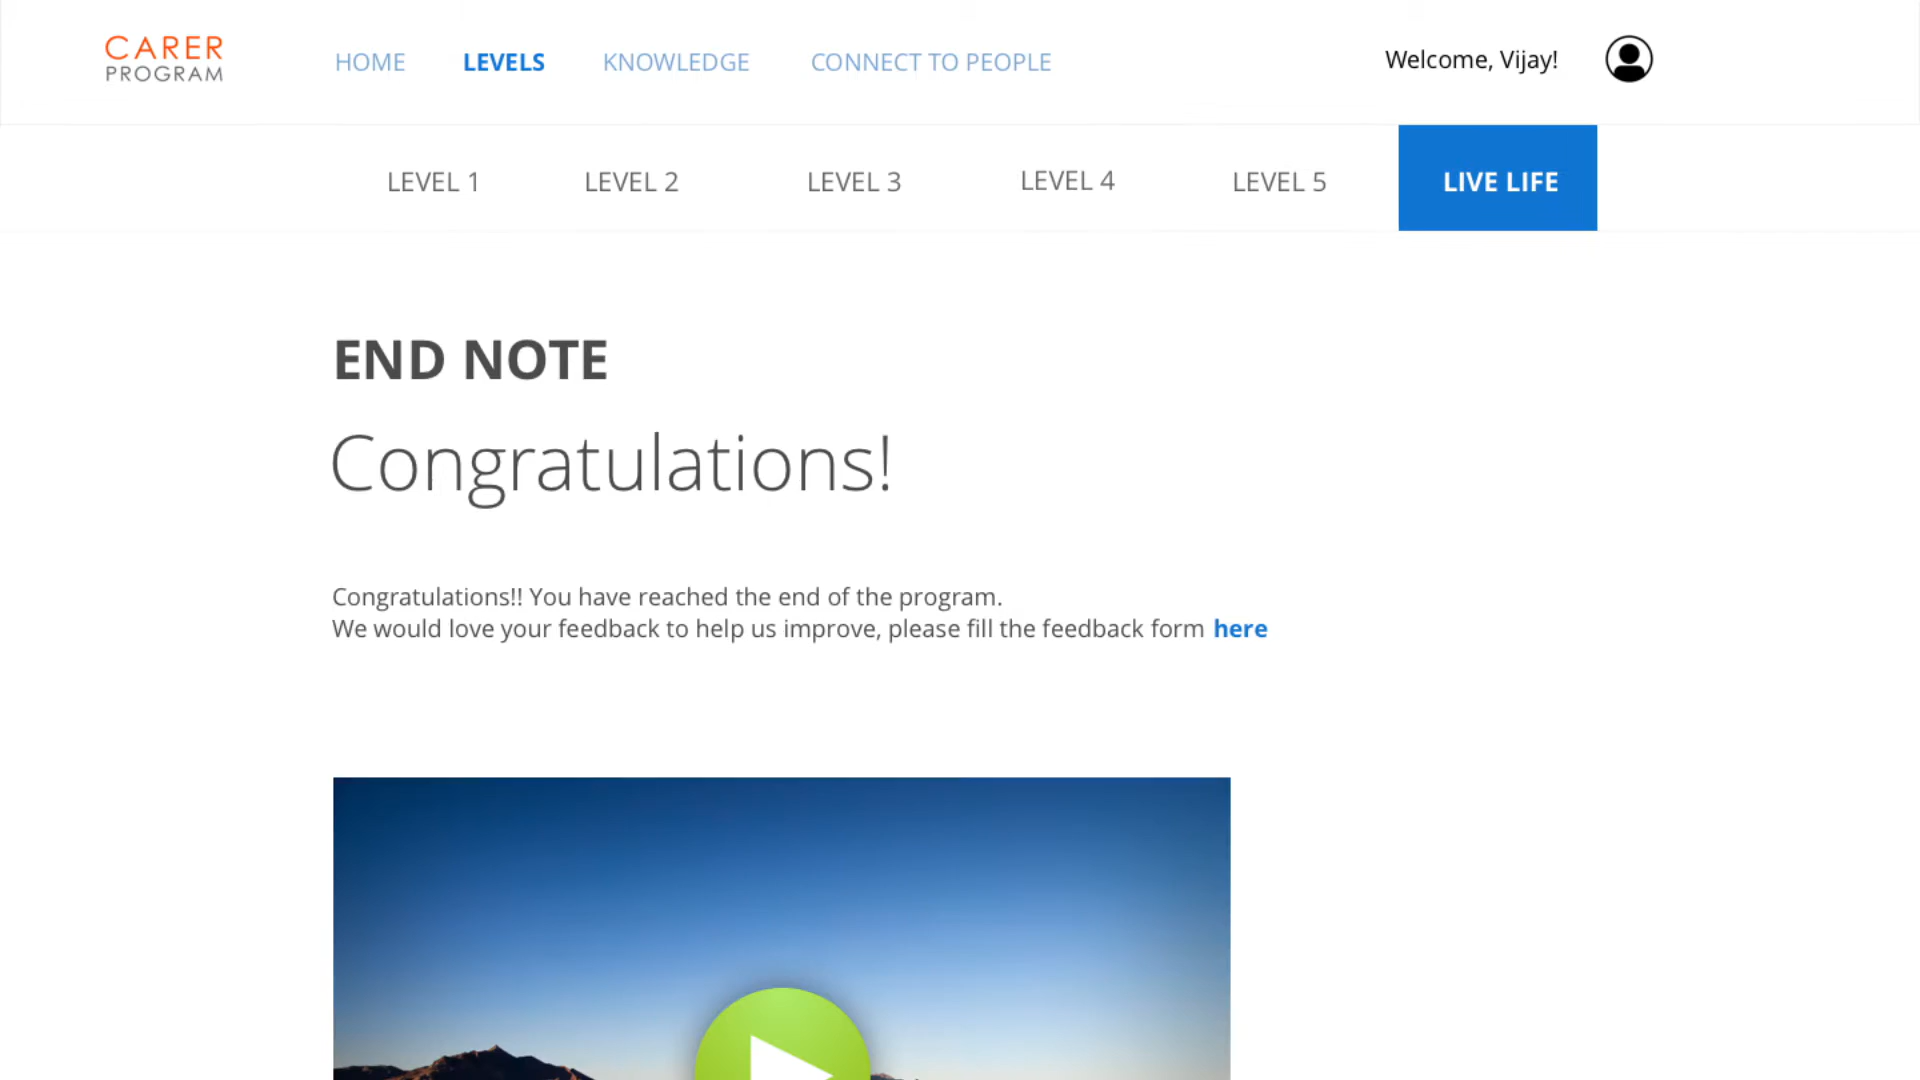 CARER
PROGRAM
HOME
LEVELS
KNOWLEDGE
CONNECT TO PEOPLE
Welcome, Vijay!
LEVEL 1
LEVEL 2
LEVEL 3
LEVEL 4
LEVEL 5
LIVE LIFE
END NOTE
Congratulations!
Congratulations!! You have reached the end of the program.
We would love your feedback to help us improve, please fill the feedback form here